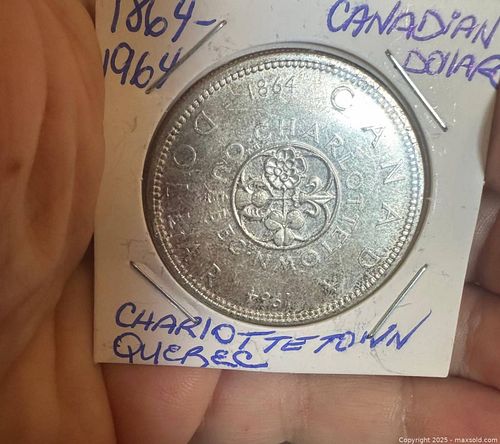 1864- CANADIAN
1964 DOllAR
1864
CANADA
DOLLAR
CHARLOTTETOWN
QUEBEC
1964
CHARlOTTETOWN
QUEBEC
Copyright © 2025 - maxsold.com